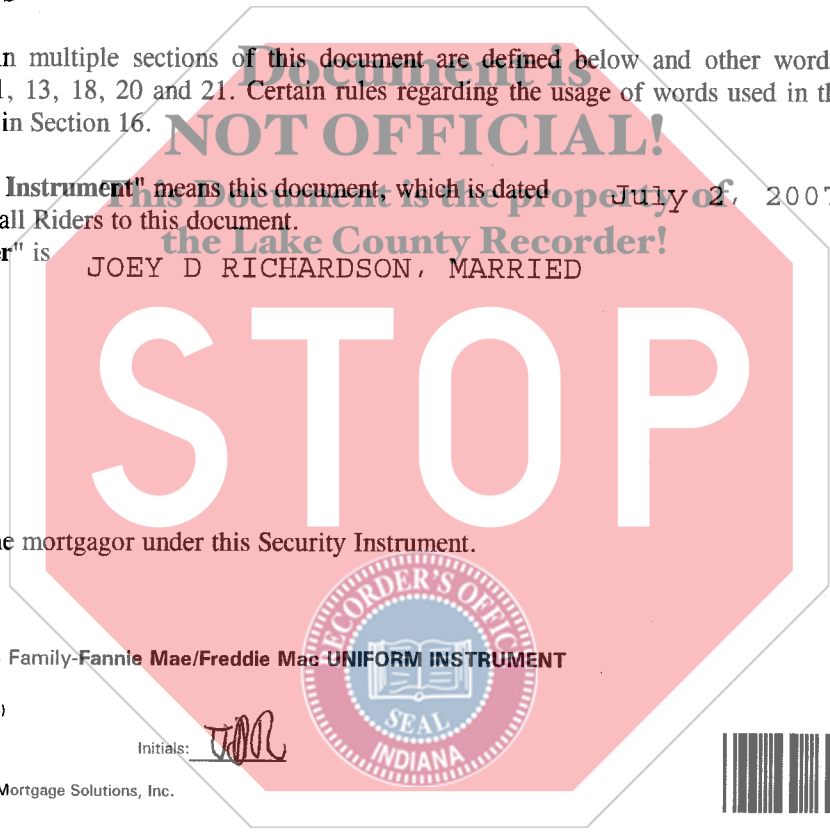 in multiple sections of this document are defined below and other word
1, 13, 18, 20 and 21. Certain rules regarding the usage of words used in th
in Section 16.
Document is
NOT OFFICIAL!
This Document is the property of
the Lake County Recorder!
Instrument" means this document, which is dated July 2, 2007
all Riders to this document.
er" is
JOEY D RICHARDSON, MARRIED
STOP
he mortgagor under this Security Instrument.
RECORDER'S OFFICE
SEAL
INDIANA
Family-Fannie Mae/Freddie Mac UNIFORM INSTRUMENT
)
Initials: JDR
Mortgage Solutions, Inc.